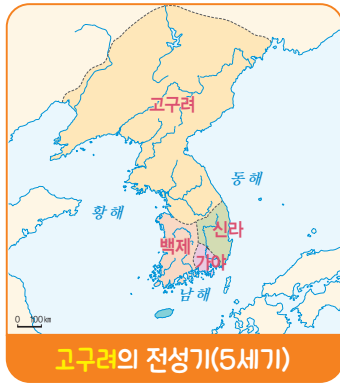 고구려
동해
황해
신라
백제
가야
남해
0 100km
고구려의 전성기(5세기)